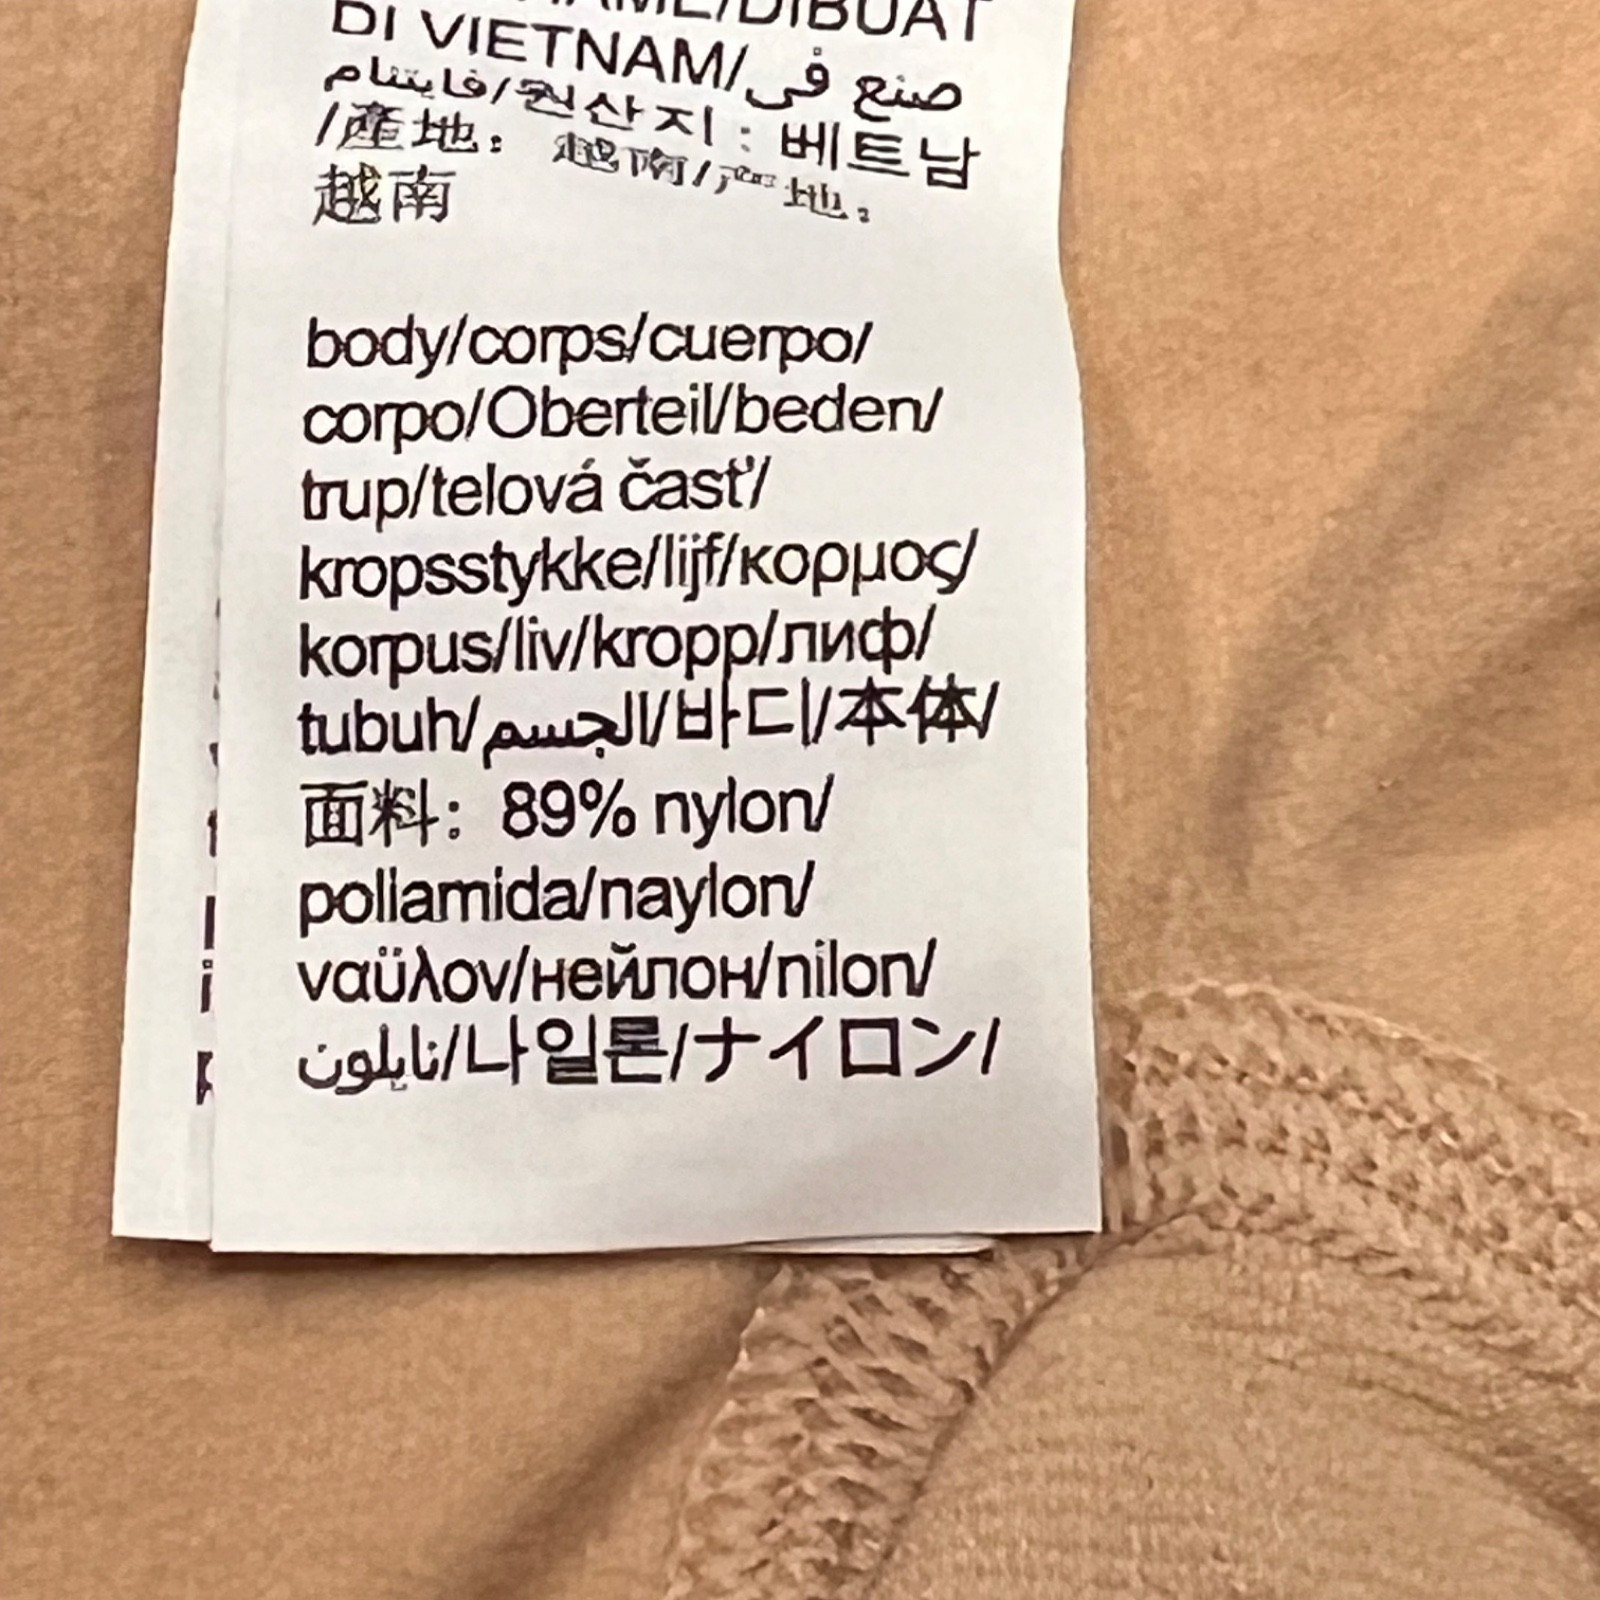 DI VIETNAM/صنع في
فايتنام/원산지 : 베트남
/產地： 越南/产地：
越南
body/corps/cuerpo/
corpo/Oberteil/beden/
trup/telová čast'/
kropsstykke/lijf/κορμος/
korpus/liv/kropp/лиф/
tubuh/الجسم/바디/本体/
面料： 89% nylon/
poliamida/naylon/
ναϋλον/нейлон/nilon/
نايلون/나일론/ナイロン/